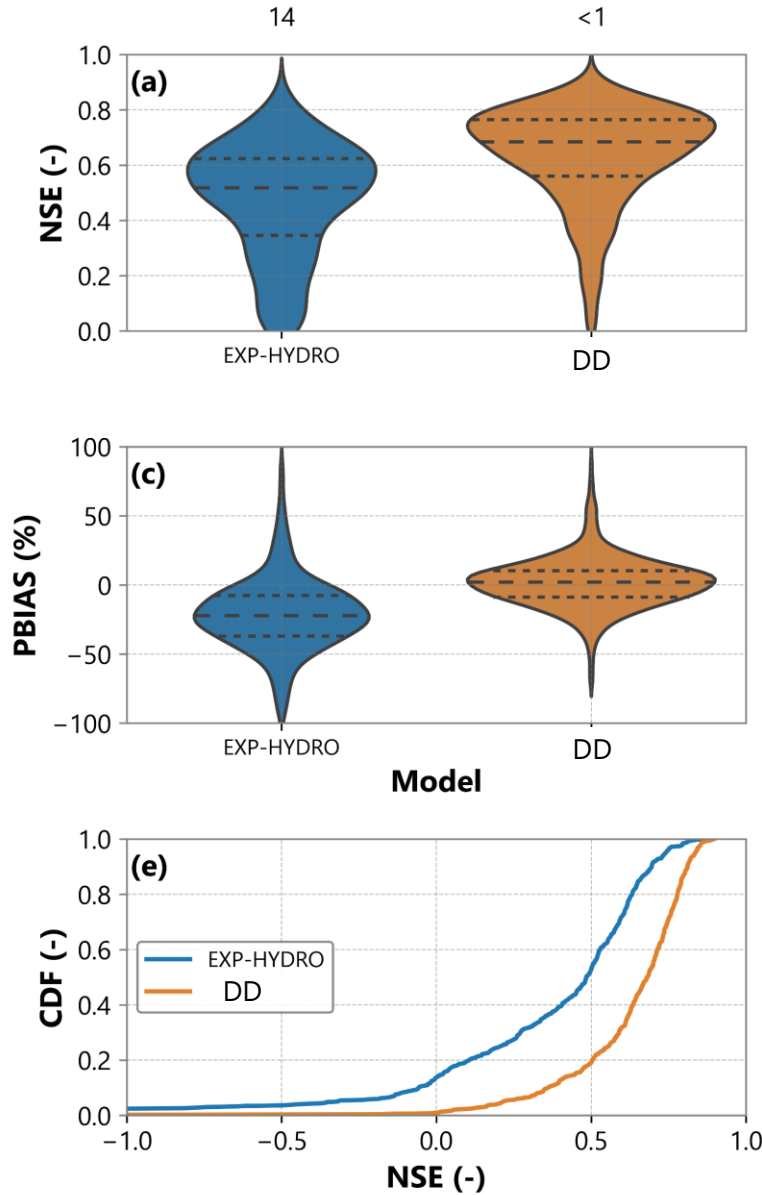 14 <1
1.0
(a)
0.8
0.6
0.4
0.2
0.0
NSE (-)
EXP-HYDRO DD
100
(c)
50
0
−50
−100
PBIAS (%)
EXP-HYDRO DD
Model
1.0
(e)
0.8
0.6
0.4
0.2
0.0
CDF (-)
EXP-HYDRO
DD
−1.0 −0.5 0.0 0.5 1.0
NSE (-)